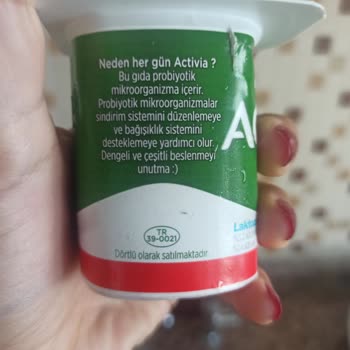 Neden her gün Activia ?
Bu gıda probiyotik
mikroorganizma içerir.
Probiyotik mikroorganizmalar
sindirim sistemini düzenlemeye
ve bağışıklık sistemini
desteklemeye yardımcı olur.
Dengeli ve çeşitli beslenmeyi
unutma :)
A
TR
39-0021
Dörtlü olarak satılmaktadır.